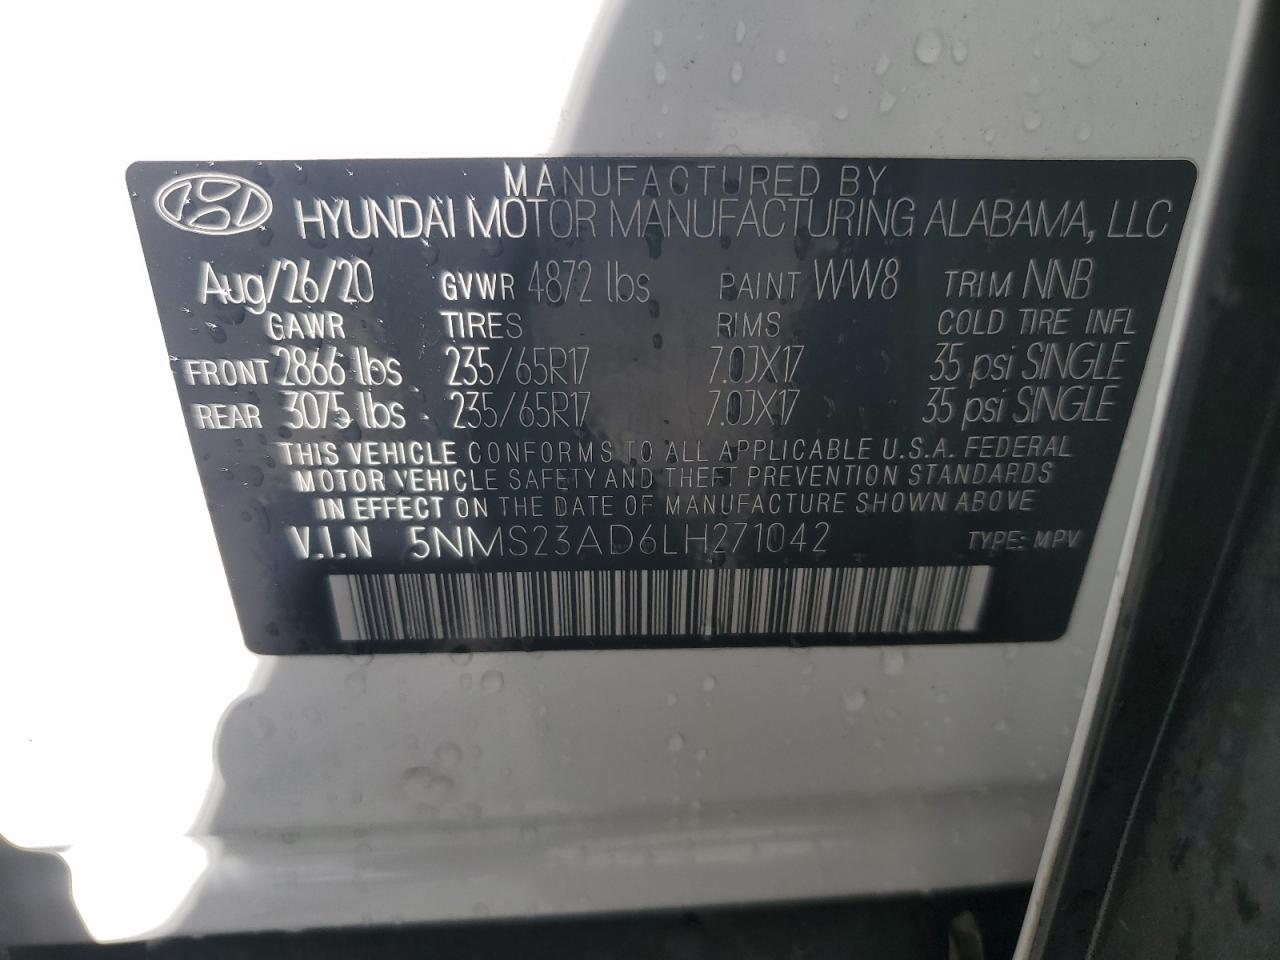 MANUFACTURED BY
HYUNDAI MOTOR MANUFACTURING ALABAMA, LLC
Aug/26/20 GVWR 4872 lbs PAINT WW8 TRIM NNB
GAWR TIRES RIMS COLD TIRE INFL
FRONT 2866 lbs 235/65R17 7.0JX17 35 psi SINGLE
REAR 3075 lbs 235/65R17 7.0JX17 35 psi SINGLE
THIS VEHICLE CONFORMS TO ALL APPLICABLE U.S.A. FEDERAL
MOTOR VEHICLE SAFETY AND THEFT PREVENTION STANDARDS
IN EFFECT ON THE DATE OF MANUFACTURE SHOWN ABOVE
V.I.N 5NMS23AD6LH271042 TYPE: MPV